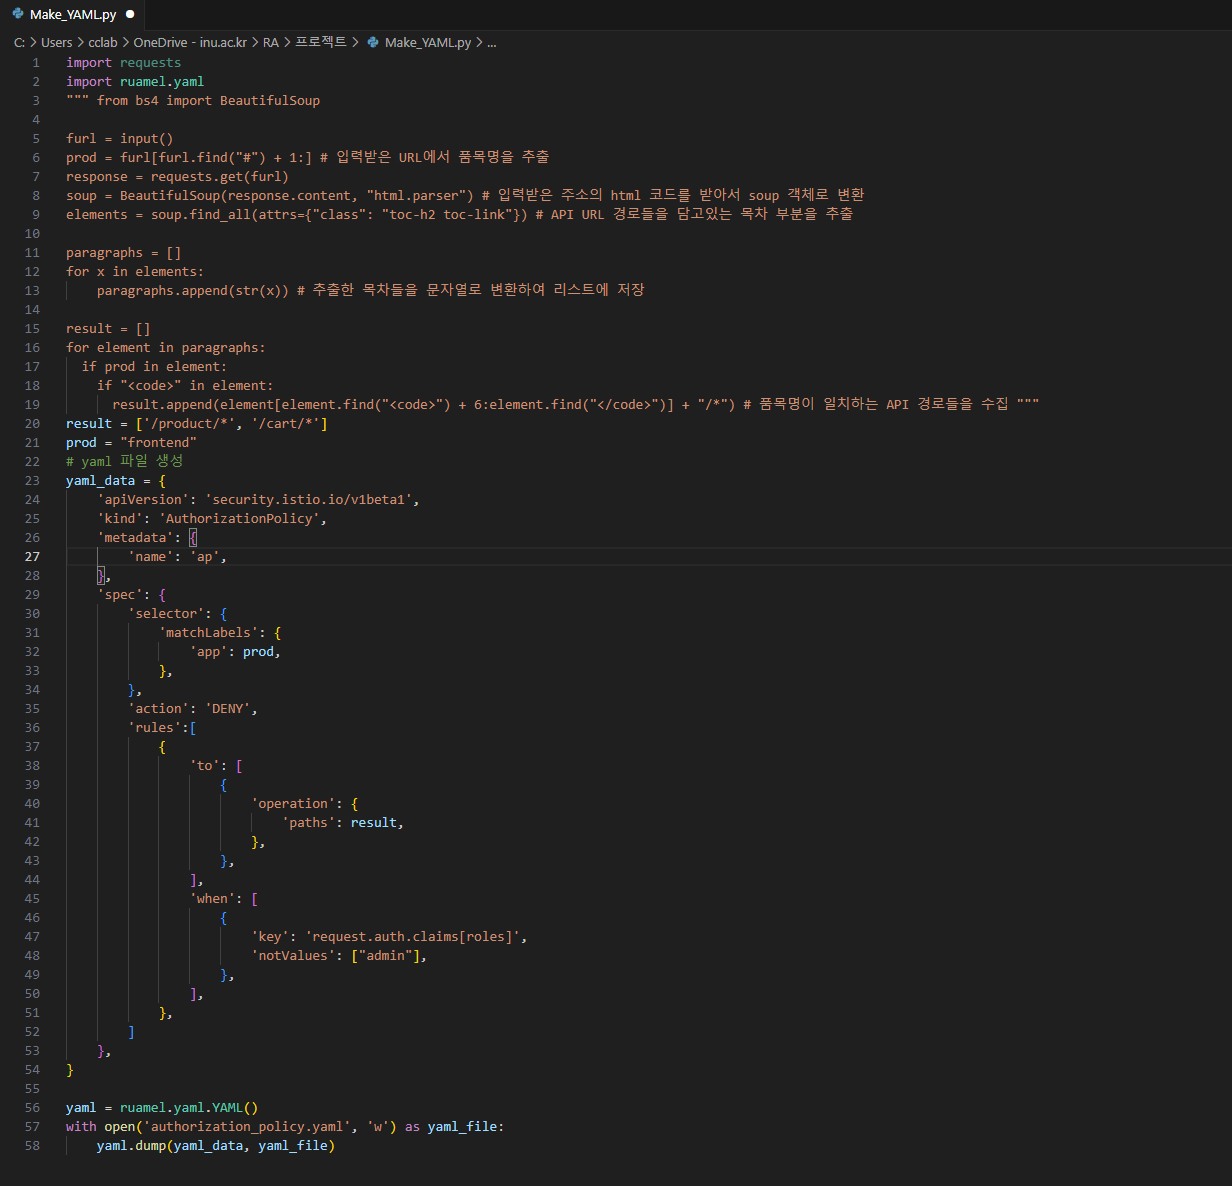 Make_YAML.py
C: > Users > cclab > OneDrive - inu.ac.kr > RA > 프로젝트 > Make_YAML.py > ...
1 import requests
2 import ruamel.yaml
3 """ from bs4 import BeautifulSoup
4
5 furl = input()
6 prod = furl[furl.find("#") + 1:] # 입력받은 URL에서 품목명을 추출
7 response = requests.get(furl)
8 soup = BeautifulSoup(response.content, "html.parser") # 입력받은 주소의 html 코드를 받아서 soup 객체로 변환
9 elements = soup.find_all(attrs={"class": "toc-h2 toc-link"}) # API URL 경로들을 담고있는 목차 부분을 추출
10
11 paragraphs = []
12 for x in elements:
13     paragraphs.append(str(x)) # 추출한 목차들을 문자열로 변환하여 리스트에 저장
14
15 result = []
16 for element in paragraphs:
17   if prod in element:
18     if "<code>" in element:
19       result.append(element[element.find("<code>") + 6:element.find("</code>")] + "/*") # 품목명이 일치하는 API 경로들을 수집 """
20 result = ['/product/*', '/cart/*']
21 prod = "frontend"
22 # yaml 파일 생성
23 yaml_data = {
24     'apiVersion': 'security.istio.io/v1beta1',
25     'kind': 'AuthorizationPolicy',
26     'metadata': {
27         'name': 'ap',
28     },
29     'spec': {
30         'selector': {
31             'matchLabels': {
32                 'app': prod,
33             },
34         },
35         'action': 'DENY',
36         'rules':[
37             {
38                 'to': [
39                     {
40                         'operation': {
41                             'paths': result,
42                         },
43                     },
44                 ],
45                 'when': [
46                     {
47                         'key': 'request.auth.claims[roles]',
48                         'notValues': ["admin"],
49                     },
50                 ],
51             },
52         ]
53     },
54 }
55
56 yaml = ruamel.yaml.YAML()
57 with open('authorization_policy.yaml', 'w') as yaml_file:
58     yaml.dump(yaml_data, yaml_file)